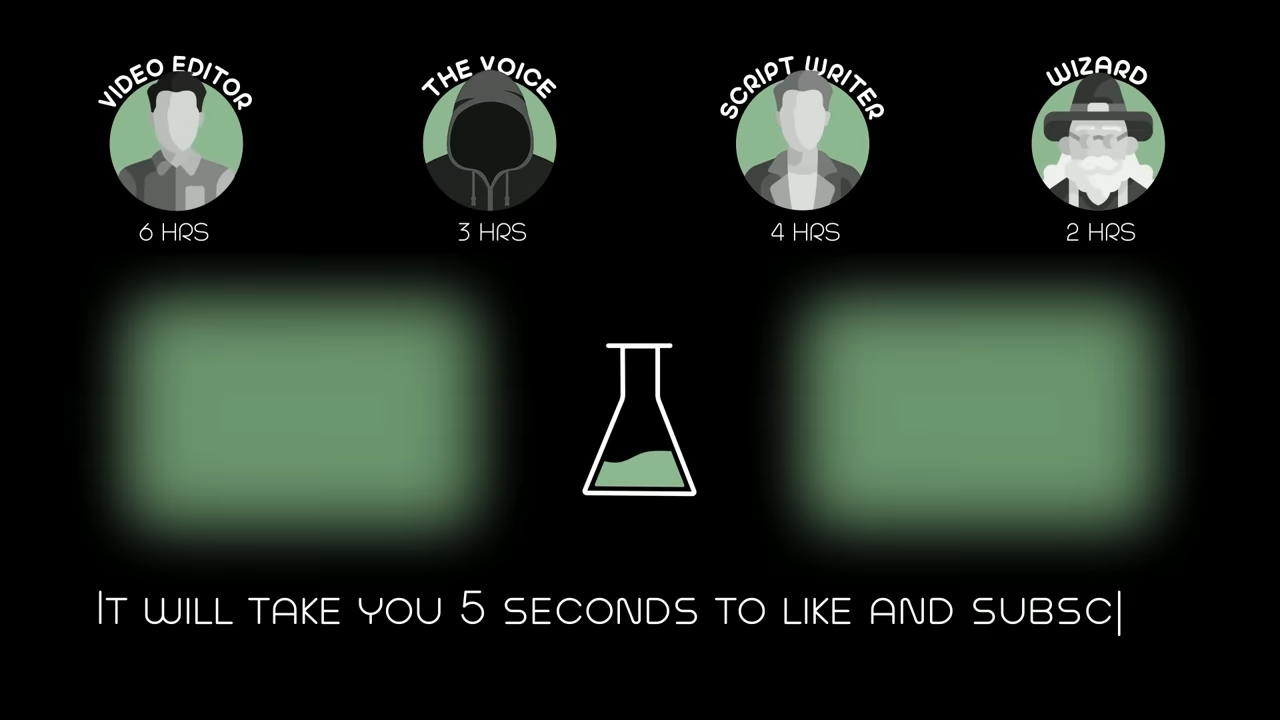 VIDEO EDITOR
THE VOICE
SCRIPT WRITER
WIZARD
6 HRS
3 HRS
4 HRS
2 HRS
IT WILL TAKE YOU 5 SECONDS TO LIKE AND SUBSC